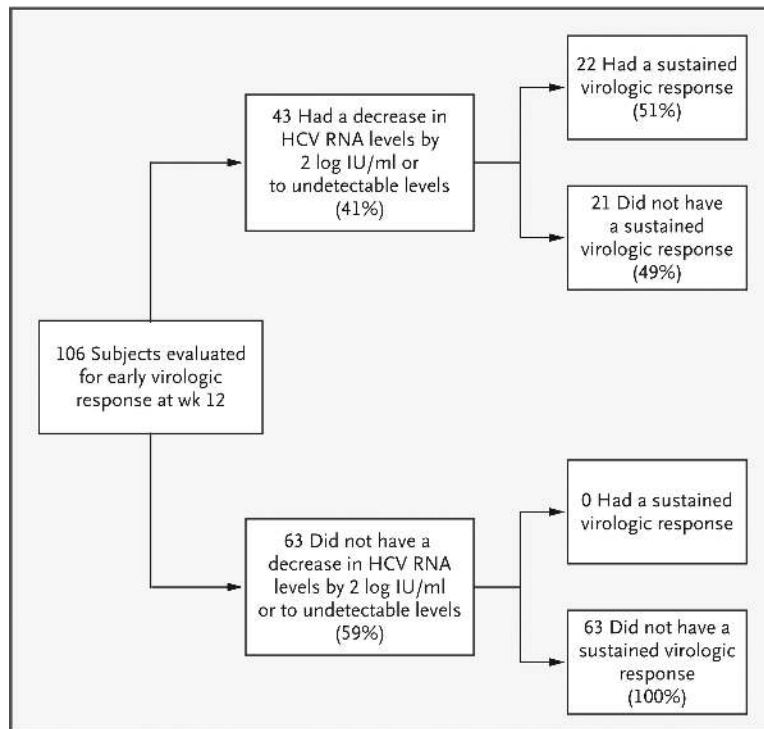 22 Had a sustained
virologic response
(51%)
43 Had a decrease in
HCV RNA levels by
2 log IU/ml or
to undetectable levels
(41%)
21 Did not have
a sustained
virologic response
(49%)
106 Subjects evaluated
for early virologic
response at wk 12
0 Had a sustained
virologic response
63 Did not have a
decrease in HCV RNA
levels by 2 log IU/ml
or to undetectable levels
(59%)
63 Did not have a
sustained virologic
response
(100%)